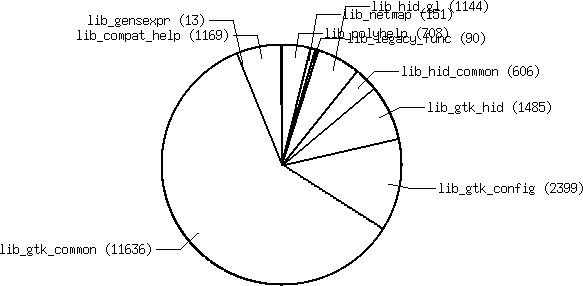 lib_hid_gl (1144)
lib_gensexpr (13)
lib_netmap (151)
lib_compat_help (1169)
lib_polyhelp (708)
lib_legacy_func (90)
lib_hid_common (606)
lib_gtk_hid (1485)
lib_gtk_config (2399)
lib_gtk_common (11636)